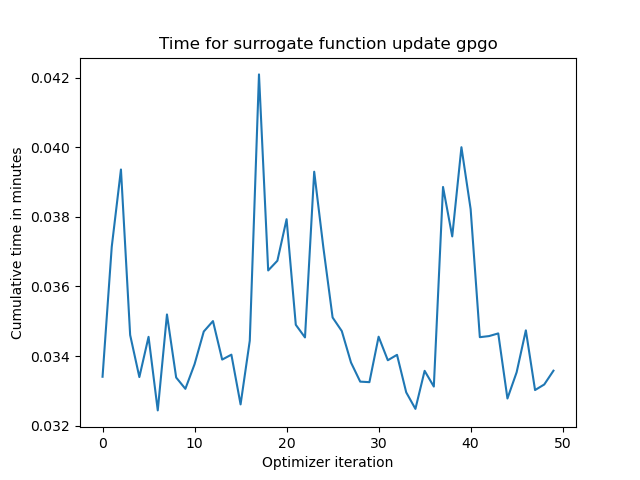 Time for surrogate function update gpgo
Cumulative time in minutes
0.042
0.040
0.038
0.036
0.034
0.032
0 10 20 30 40 50
Optimizer iteration